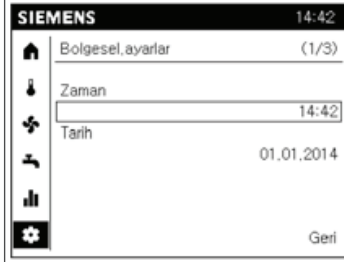 SIEMENS 14:42
Bolgesel,ayarlar (1/3)
Zaman
14:42
Tarih
01.01.2014
Geri